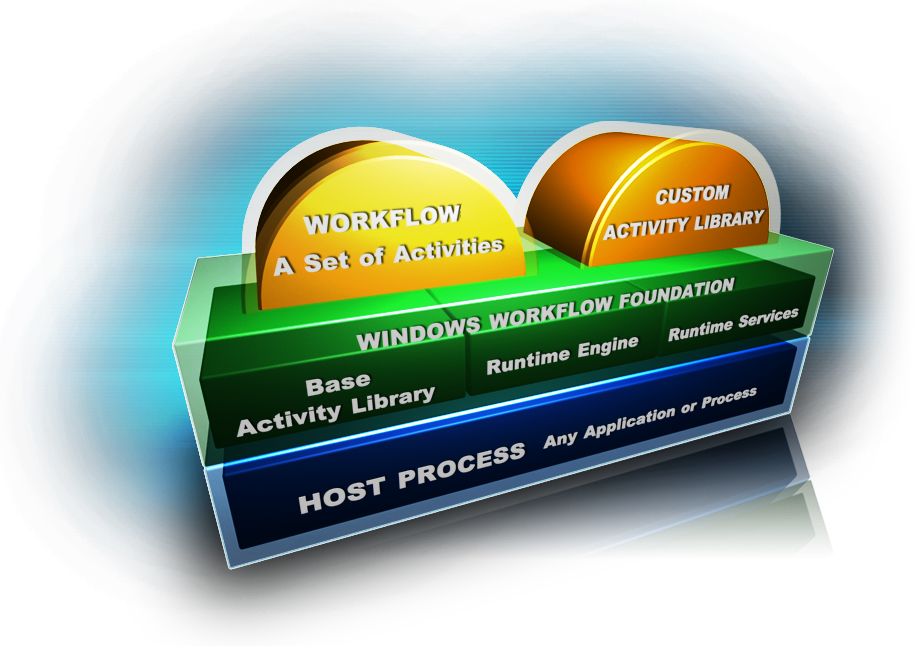 WORKFLOW
A Set of Activities
CUSTOM
ACTIVITY LIBRARY
WINDOWS WORKFLOW FOUNDATION
Base
Activity Library
Runtime Engine
Runtime Services
HOST PROCESS Any Application or Process